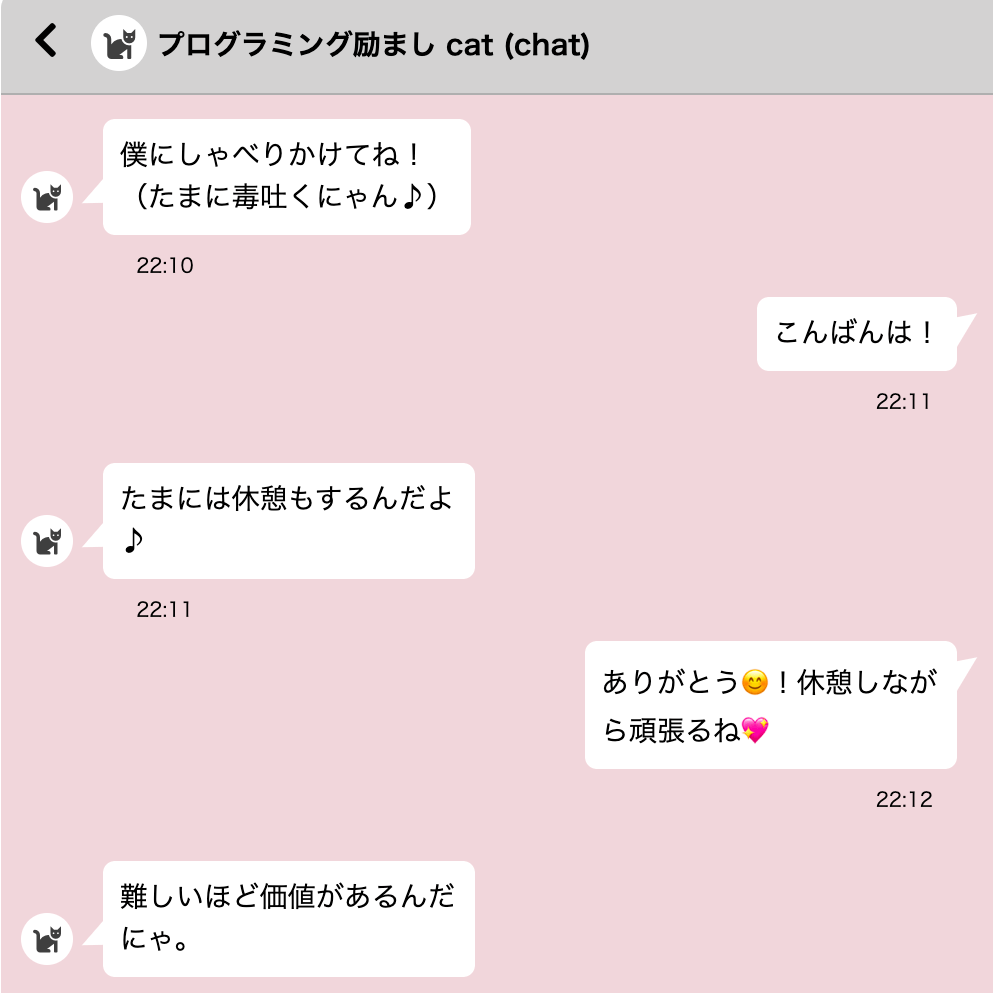 プログラミング励まし cat (chat)
僕にしゃべりかけてね！
（たまに毒吐くにゃん♪）
22:10
こんばんは！
22:11
たまには休憩もするんだよ
♪
22:11
ありがとう😊！休憩しなが
ら頑張るね💖
22:12
難しいほど価値があるんだ
にゃ。